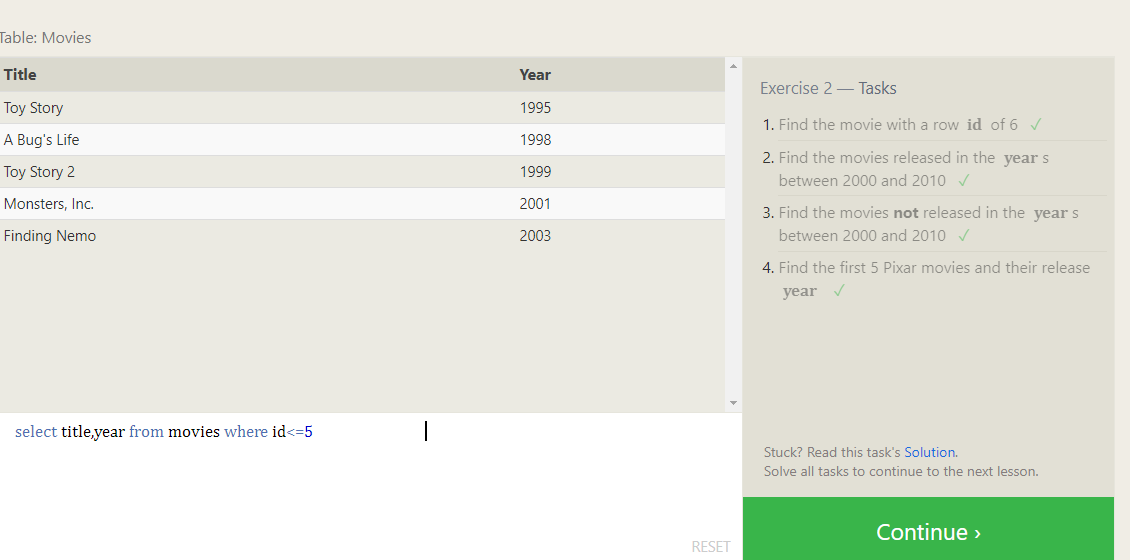 Table: Movies
Title Year
Toy Story 1995
A Bug's Life 1998
Toy Story 2 1999
Monsters, Inc. 2001
Finding Nemo 2003
select title,year from movies where id<=5
RESET
Exercise 2 — Tasks
1. Find the movie with a row id of 6 ✓
2. Find the movies released in the year s
between 2000 and 2010 ✓
3. Find the movies not released in the year s
between 2000 and 2010 ✓
4. Find the first 5 Pixar movies and their release
year ✓
Stuck? Read this task's Solution.
Solve all tasks to continue to the next lesson.
Continue ›